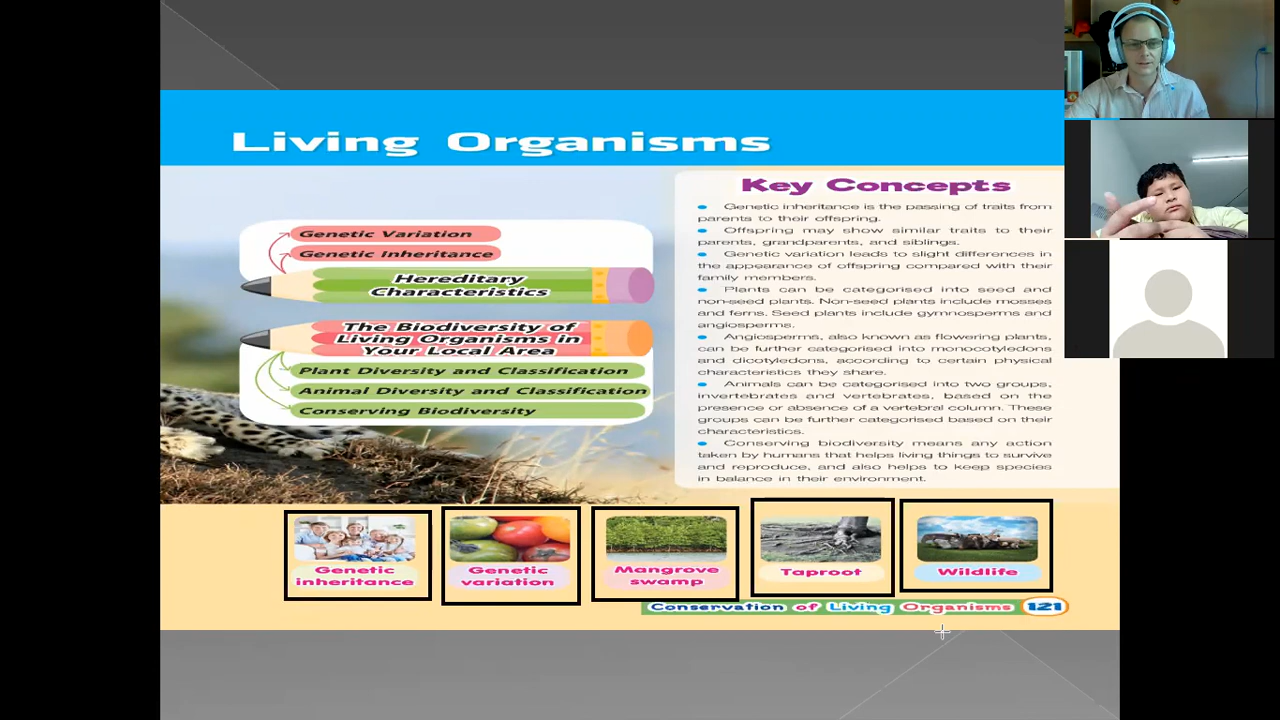 Living Organisms
Genetic Variation
Genetic Inheritance
Hereditary
Characteristics
The Biodiversity of
Living Organisms in
Your Local Area
Plant Diversity and Classification
Animal Diversity and Classification
Conserving Biodiversity
Key Concepts
Genetic inheritance is the passing of traits from
parents to their offspring.
Offspring may show similar traits to their
parents, grandparents, and siblings.
Genetic variation leads to slight differences in
the appearance of offspring compared with their
family members.
Plants can be categorised into seed and
non-seed plants. Non-seed plants include mosses
and ferns. Seed plants include gymnosperms and
angiosperms.
Angiosperms, also known as flowering plants,
can be further categorised into monocotyledons
and dicotyledons, according to certain physical
characteristics they share.
Animals can be categorised into two groups,
invertebrates and vertebrates, based on the
presence or absence of a vertebral column. These
groups can be further categorised based on their
characteristics.
Conserving biodiversity means any action
taken by humans that helps living things to survive
and reproduce, and also helps to keep species
in balance in their environment.
Genetic
inheritance
Genetic
variation
Mangrove
swamp
Taproot
Wildlife
Conservation of Living Organisms 121